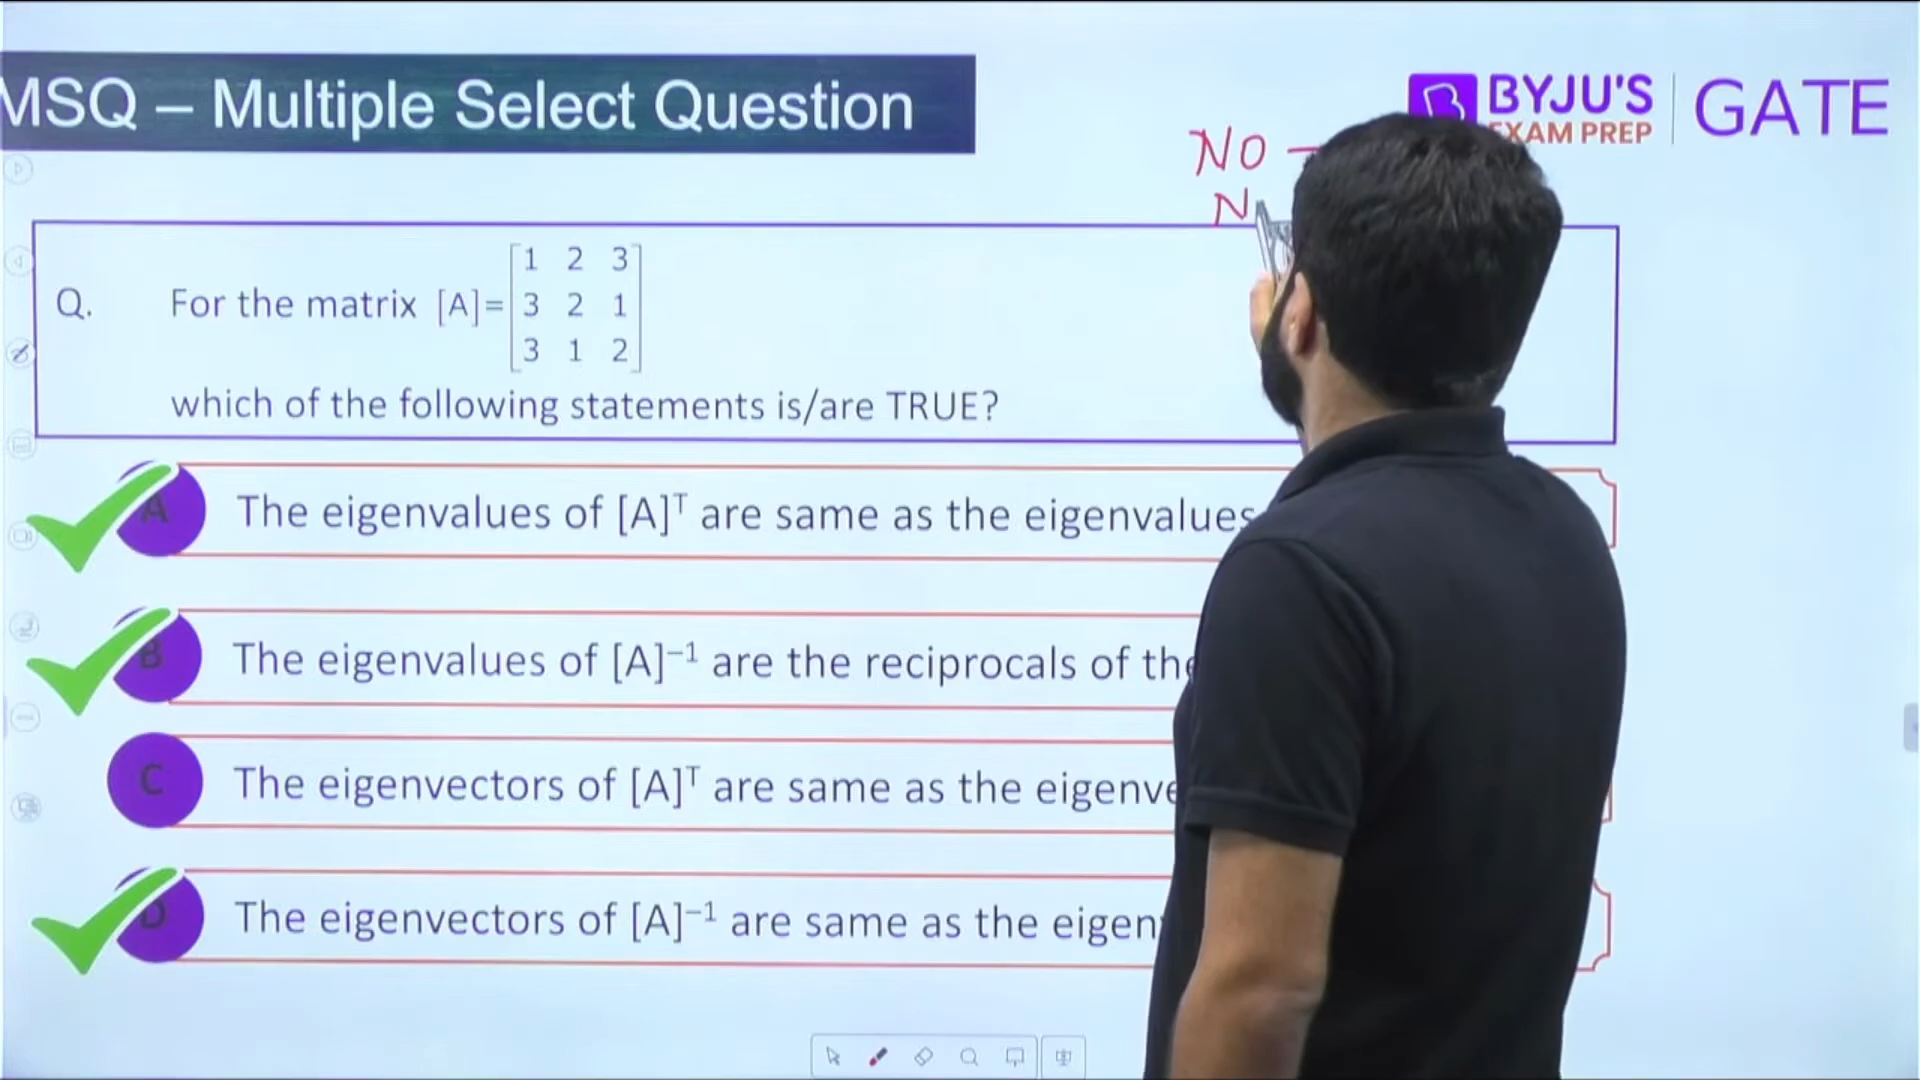 MSQ – Multiple Select Question
BYJU'S
EXAM PREP
GATE
NO –
N
Q. For the matrix [A]=
1 2 3
3 2 1
3 1 2
which of the following statements is/are TRUE?
A The eigenvalues of [A]ᵀ are same as the eigenvalues
B The eigenvalues of [A]⁻¹ are the reciprocals of the
C The eigenvectors of [A]ᵀ are same as the eigenve
D The eigenvectors of [A]⁻¹ are same as the eigen